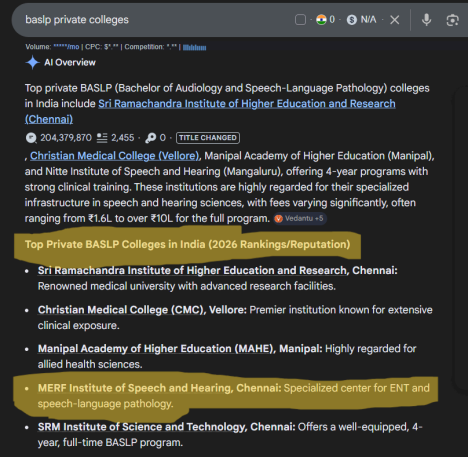 baslp private colleges
0 · N/A ·
Volume: *****/mo | CPC: $*.** | Competition: *.** |
AI Overview
Top private BASLP (Bachelor of Audiology and Speech-Language Pathology) colleges
in India include Sri Ramachandra Institute of Higher Education and Research
(Chennai)
204,379,870 2,455 · 0 · TITLE CHANGED
, Christian Medical College (Vellore), Manipal Academy of Higher Education (Manipal),
and Nitte Institute of Speech and Hearing (Mangaluru), offering 4-year programs with
strong clinical training. These institutions are highly regarded for their specialized
infrastructure in speech and hearing sciences, with fees varying significantly, often
ranging from ₹1.6L to over ₹10L for the full program. Vedantu +5
Top Private BASLP Colleges in India (2026 Rankings/Reputation)
• Sri Ramachandra Institute of Higher Education and Research, Chennai:
Renowned medical university with advanced research facilities.
• Christian Medical College (CMC), Vellore: Premier institution known for extensive
clinical exposure.
• Manipal Academy of Higher Education (MAHE), Manipal: Highly regarded for
allied health sciences.
• MERF Institute of Speech and Hearing, Chennai: Specialized center for ENT and
speech-language pathology.
• SRM Institute of Science and Technology, Chennai: Offers a well-equipped, 4-
year, full-time BASLP program.